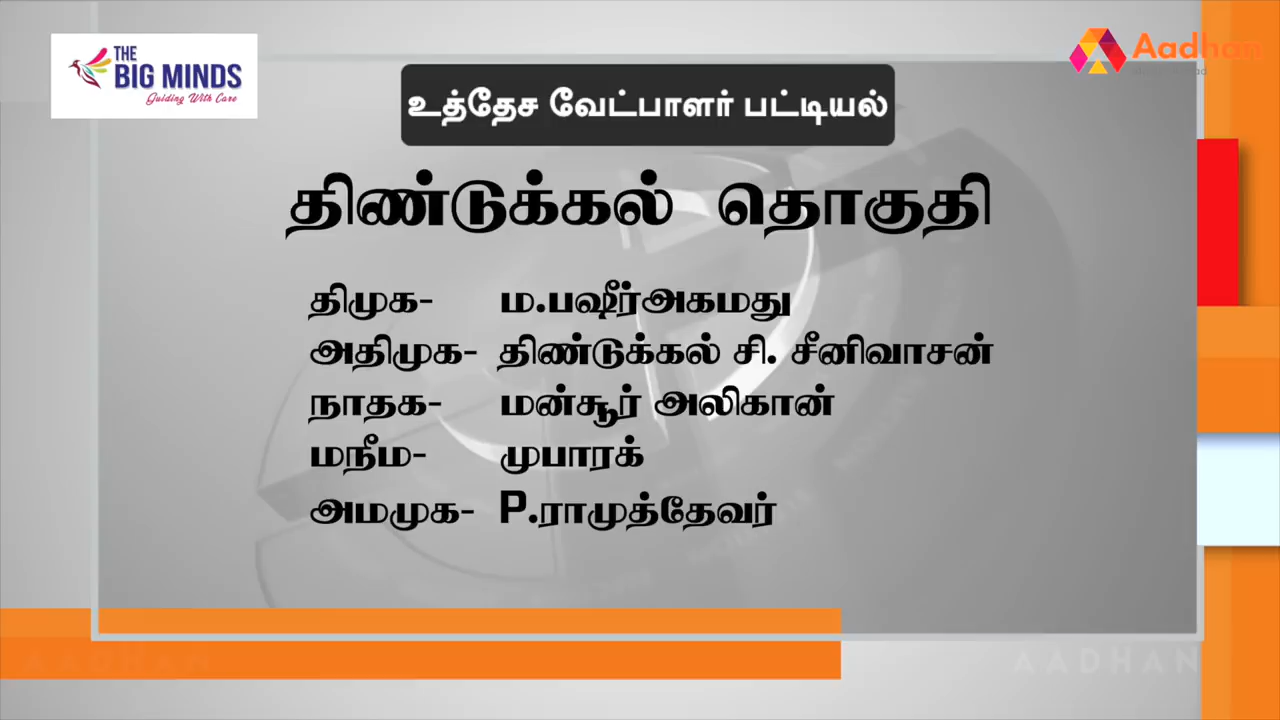 THE
BIG MINDS
Guiding With Care
Aadhan
உத்தேச வேட்பாளர் பட்டியல்
திண்டுக்கல் தொகுதி
திமுக- ம.பஷீர்அகமது
அதிமுக- திண்டுக்கல் சி. சீனிவாசன்
நாதக- மன்சூர் அலிகான்
மநீம- முபாரக்
அமமுக- P.ராமுத்தேவர்
AADHAN
AADHAN